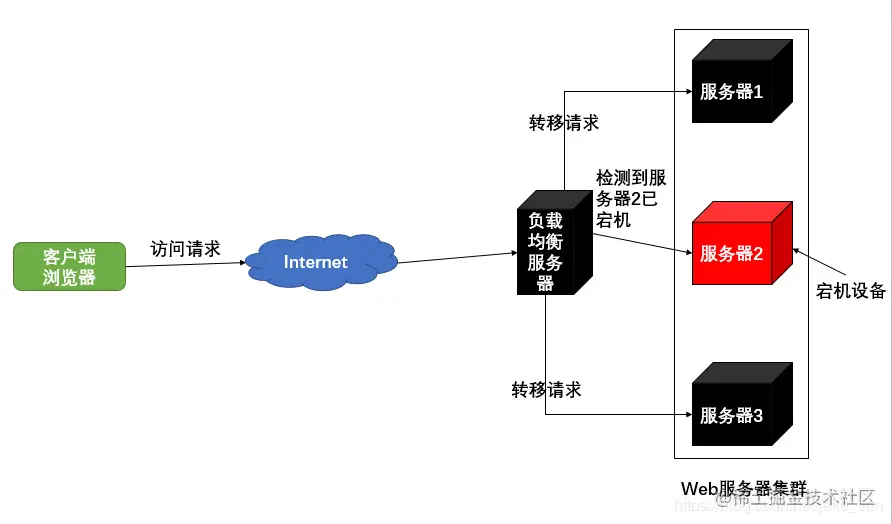 服务器1
转移请求
检测到服
务器2已
宕机
负载
均衡
服务
器
访问请求
客户端
浏览器
Internet
服务器2
宕机设备
转移请求
服务器3
Web服务器集群
@稀土掘金技术社区